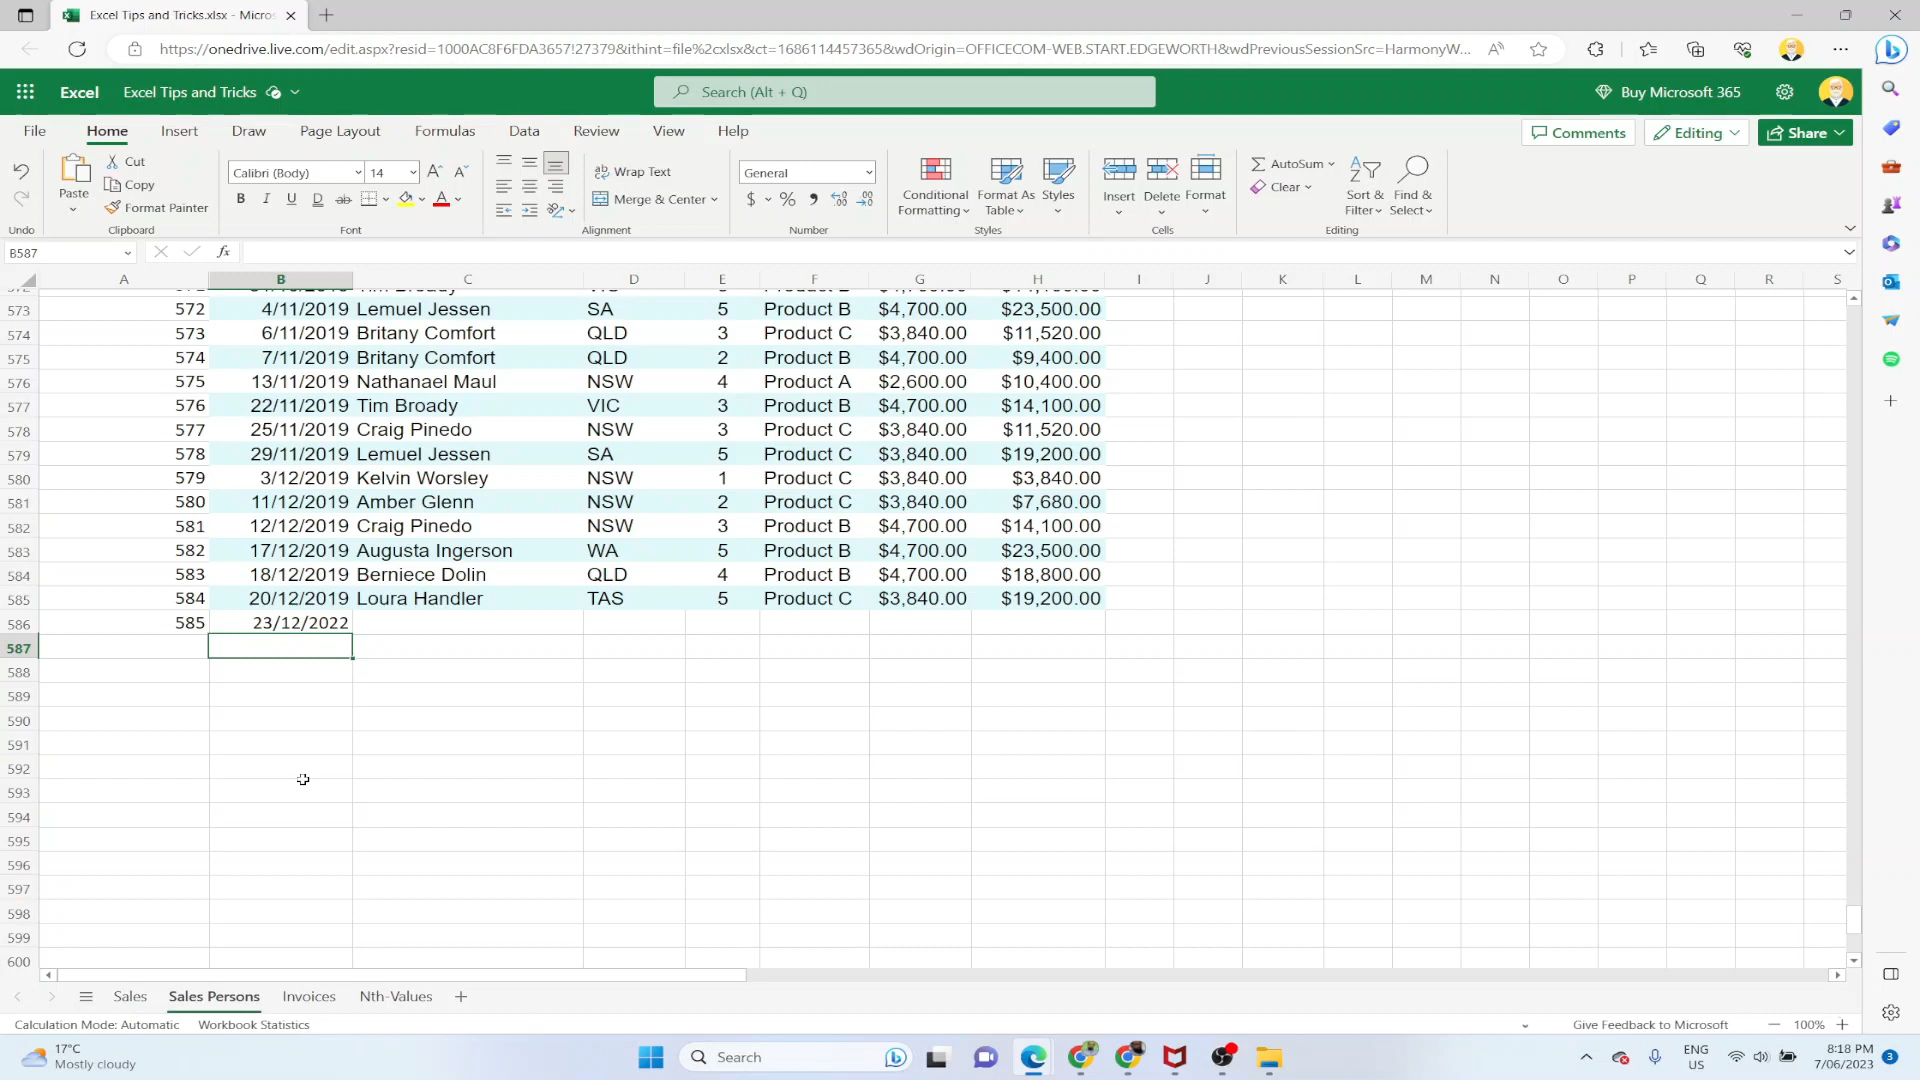 Excel Tips and Tricks.xlsx - Micros
https://onedrive.live.com/edit.aspx?resid=1000AC8F6FDA3657!27379&ithint=file%2cxlsx&ct=1686114457365&wdOrigin=OFFICECOM-WEB.START.EDGEWORTH&wdPreviousSessionSrc=HarmonyW...
Excel Excel Tips and Tricks Search (Alt + Q) Buy Microsoft 365
File Home Insert Draw Page Layout Formulas Data Review View Help Comments Editing Share
Paste Cut Copy Format Painter
Calibri (Body) 14
Wrap Text Merge & Center
General
Conditional Formatting Format As Table Styles
Insert Delete Format
AutoSum Clear Sort & Filter Find & Select
Undo Clipboard Font Alignment Number Styles Cells Editing
B587 fx
A B C D E F G H I J K L M N O P Q R S
573 572 4/11/2019 Lemuel Jessen SA 5 Product B $4,700.00 $23,500.00
574 573 6/11/2019 Britany Comfort QLD 3 Product C $3,840.00 $11,520.00
575 574 7/11/2019 Britany Comfort QLD 2 Product B $4,700.00 $9,400.00
576 575 13/11/2019 Nathanael Maul NSW 4 Product A $2,600.00 $10,400.00
577 576 22/11/2019 Tim Broady VIC 3 Product B $4,700.00 $14,100.00
578 577 25/11/2019 Craig Pinedo NSW 3 Product C $3,840.00 $11,520.00
579 578 29/11/2019 Lemuel Jessen SA 5 Product C $3,840.00 $19,200.00
580 579 3/12/2019 Kelvin Worsley NSW 1 Product C $3,840.00 $3,840.00
581 580 11/12/2019 Amber Glenn NSW 2 Product C $3,840.00 $7,680.00
582 581 12/12/2019 Craig Pinedo NSW 3 Product B $4,700.00 $14,100.00
583 582 17/12/2019 Augusta Ingerson WA 5 Product B $4,700.00 $23,500.00
584 583 18/12/2019 Berniece Dolin QLD 4 Product B $4,700.00 $18,800.00
585 584 20/12/2019 Loura Handler TAS 5 Product C $3,840.00 $19,200.00
586 585 23/12/2022
587
588
589
590
591
592
593
594
595
596
597
598
599
600
Sales Sales Persons Invoices Nth-Values
Calculation Mode: Automatic Workbook Statistics Give Feedback to Microsoft 100%
17°C
Mostly cloudy
Search
ENG
US
8:18 PM
7/06/2023
3